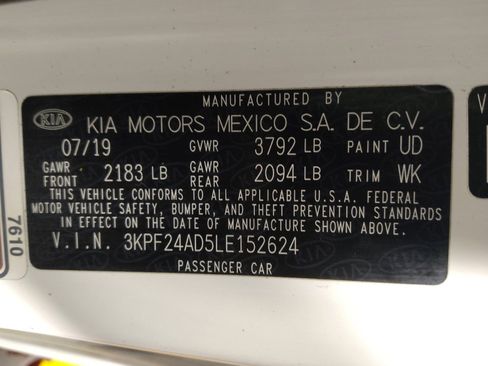 MANUFACTURED BY
KIA KIA MOTORS MEXICO S.A. DE C.V.
07/19 GVWR 3792 LB PAINT UD
GAWR FRONT 2183 LB GAWR REAR 2094 LB TRIM WK
THIS VEHICLE CONFORMS TO ALL APPLICABLE U.S.A. FEDERAL
MOTOR VEHICLE SAFETY, BUMPER, AND THEFT PREVENTION
STANDARDS IN EFFECT ON THE DATE OF MANUFACTURE SHOWN ABOVE.
V.I.N. 3KPF24AD5LE152624
PASSENGER CAR
7610
V